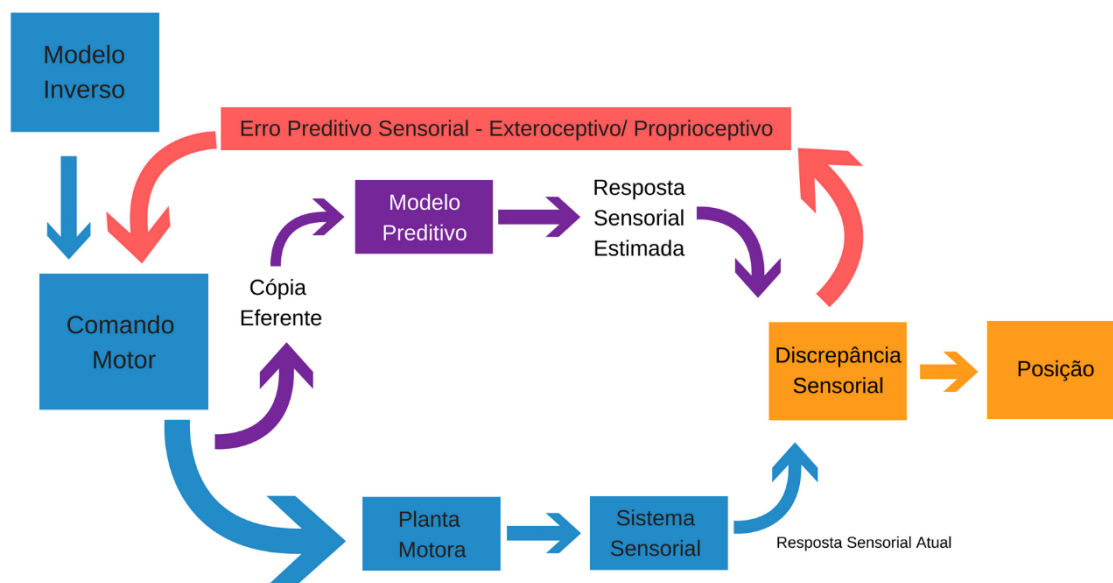 Modelo
Inverso
Erro Preditivo Sensorial - Exteroceptivo/ Proprioceptivo
Modelo
Preditivo
Resposta
Sensorial
Estimada
Cópia
Eferente
Comando
Motor
Discrepância
Sensorial
Posição
Planta
Motora
Sistema
Sensorial
Resposta Sensorial Atual